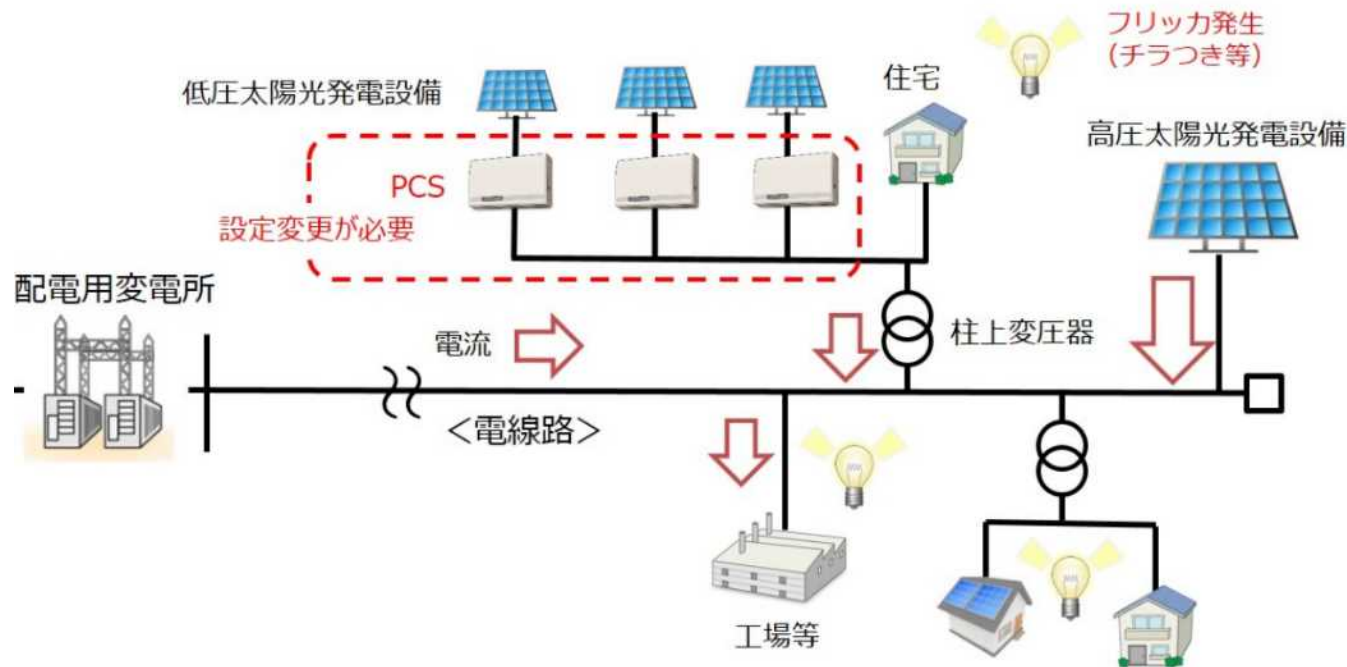 フリッカ発生
(チラつき等)
住宅
低圧太陽光発電設備
高圧太陽光発電設備
PCS
設定変更が必要
配電用変電所
電流
柱上変圧器
＜電線路＞
工場等